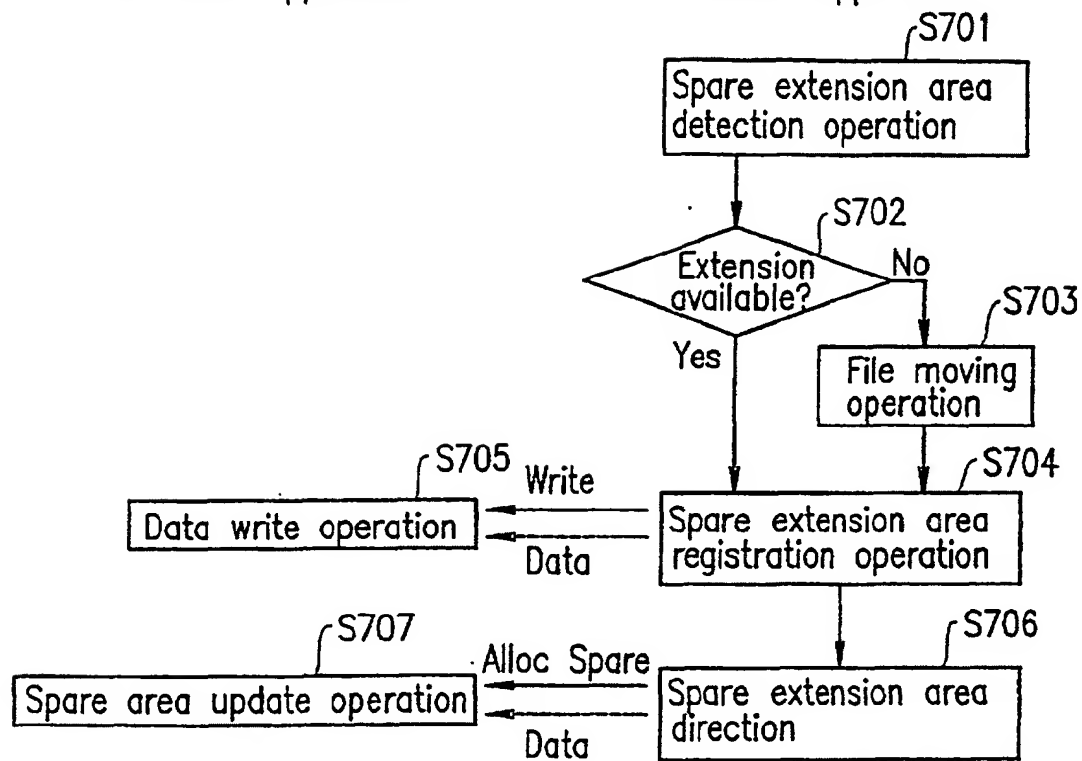 S701
Spare extension area
detection operation
S702
Extension
available?
No
Yes
S703
File moving
operation
S704
Spare extension area
registration operation
S705
Data write operation
Write
Data
S706
Spare extension area
direction
S707
Spare area update operation
Alloc Spare
Data